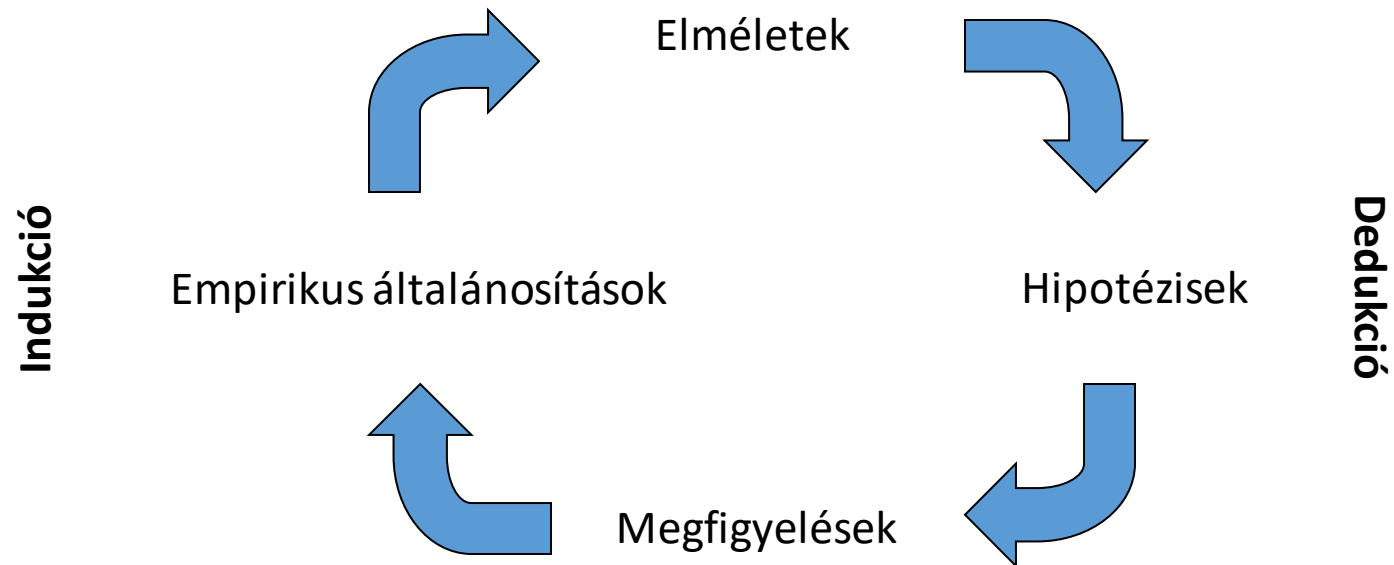 Elméletek
Indukció
Dedukció
Empirikus általánosítások
Hipotézisek
Megfigyelések